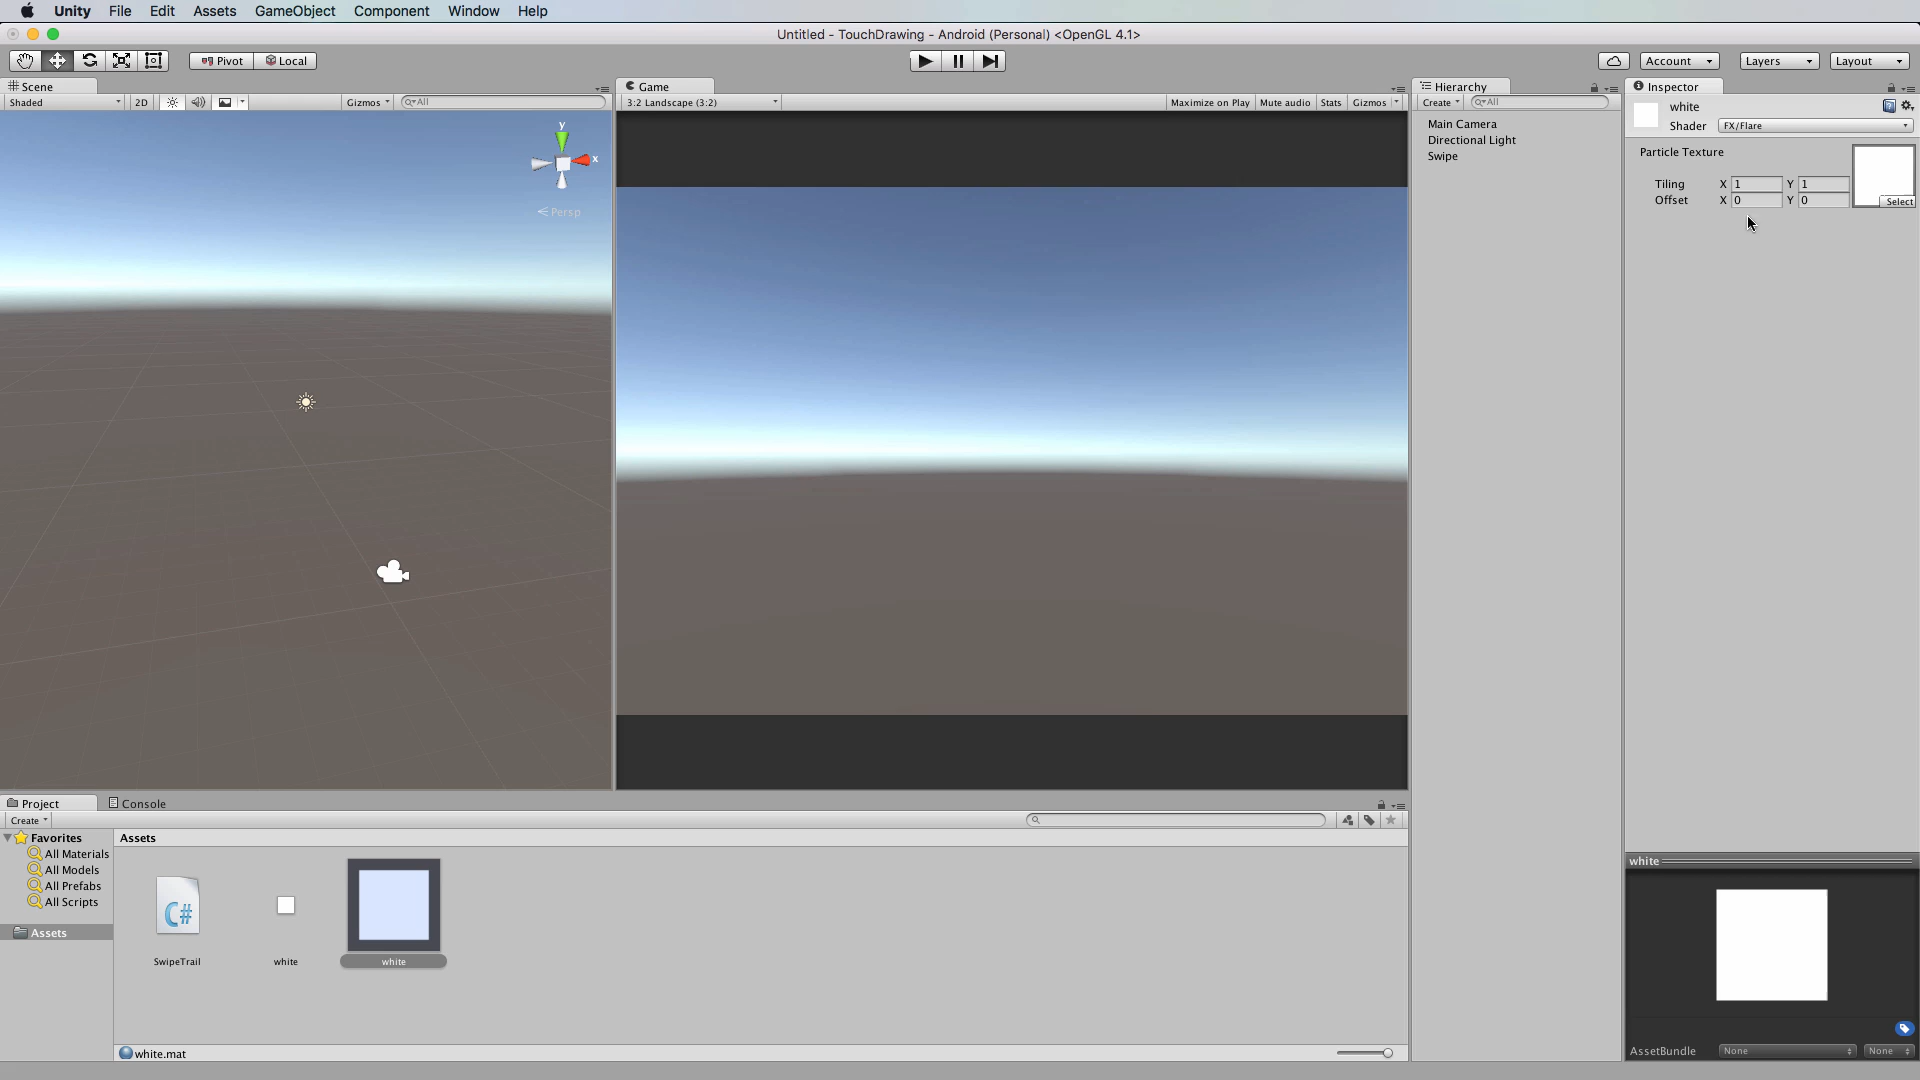 Unity File Edit Assets GameObject Component Window Help
Untitled - TouchDrawing - Android (Personal) <OpenGL 4.1>
Pivot Local Account Layers Layout
Scene
Shaded 2D Gizmos All
y
x
Persp
Game
3:2 Landscape (3:2) Maximize on Play Mute audio Stats Gizmos
Hierarchy
Create All
Main Camera
Directional Light
Swipe
Inspector
white
Shader FX/Flare
Particle Texture
Tiling X 1 Y 1
Offset X 0 Y 0
Select
Project Console
Create
Favorites
All Materials
All Models
All Prefabs
All Scripts
Assets
Assets
C#
SwipeTrail white white
white.mat
white
AssetBundle None None